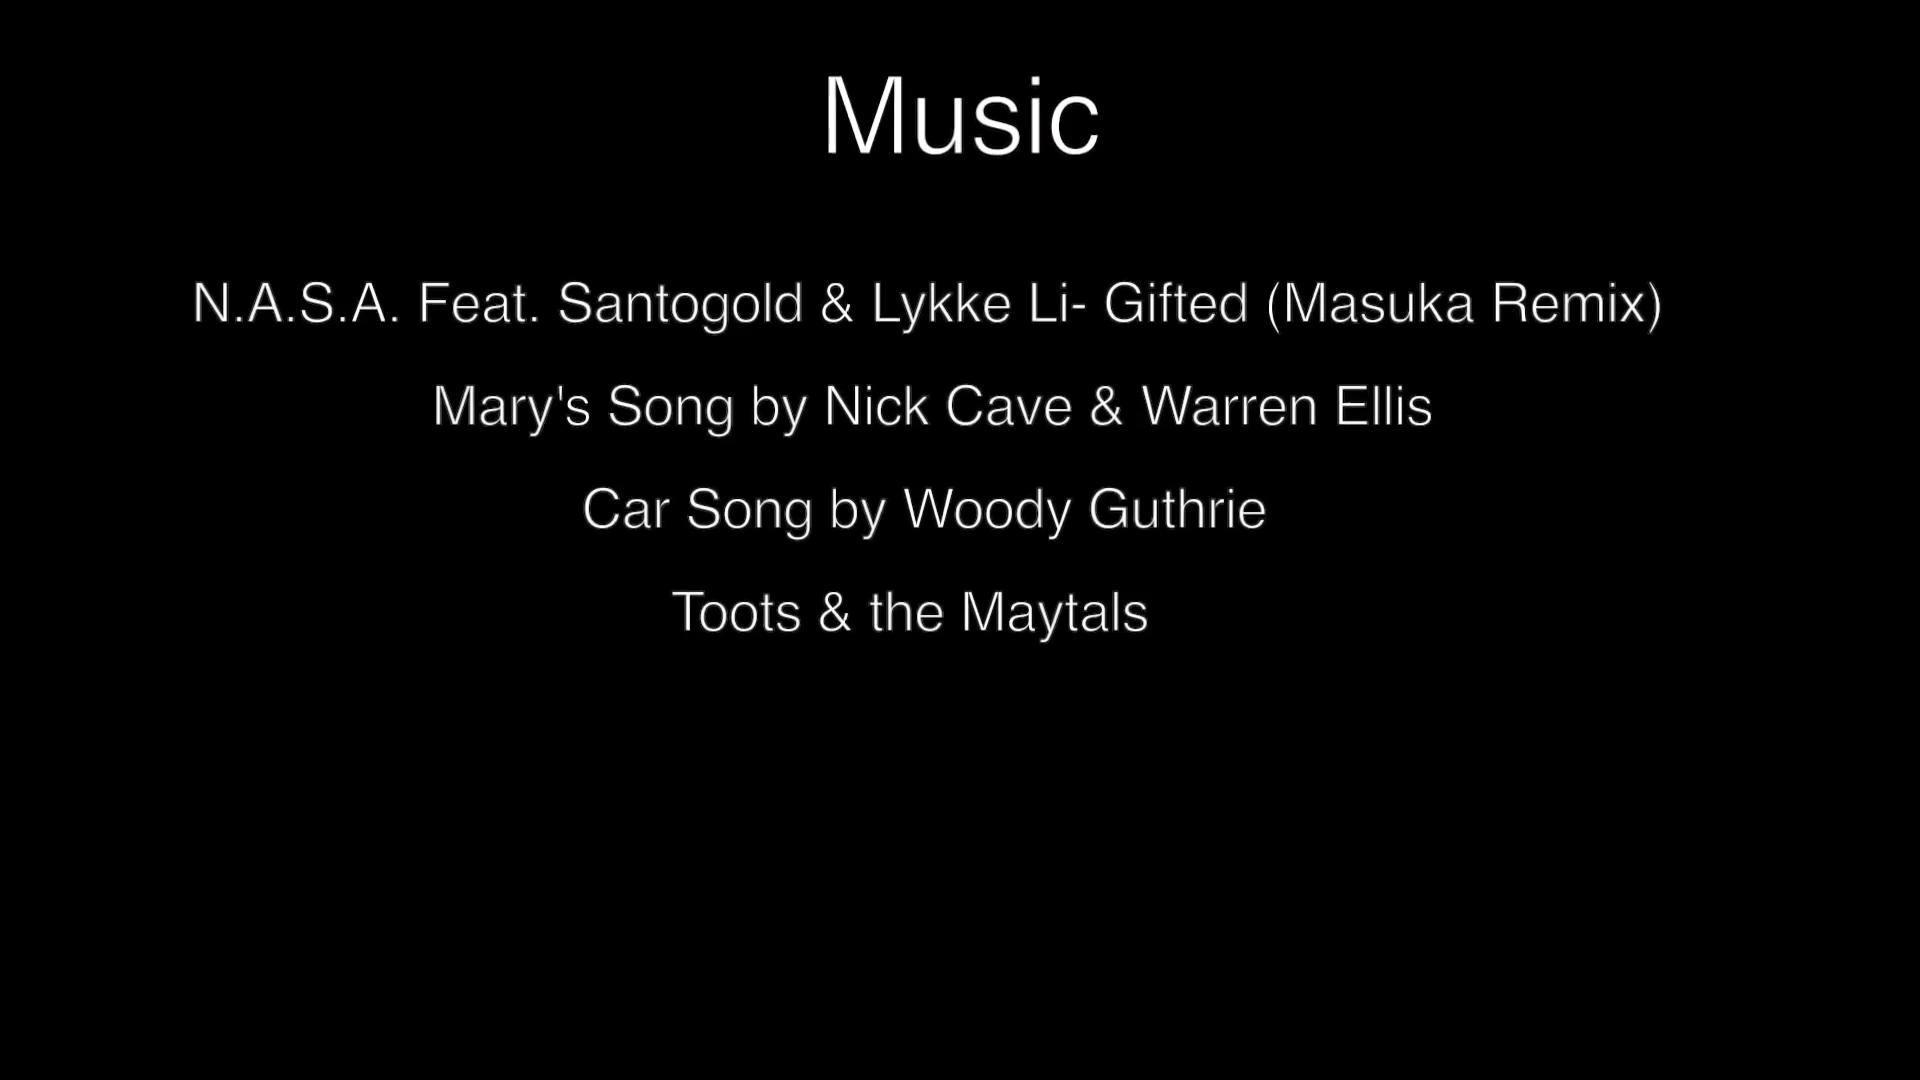 Music
N.A.S.A. Feat. Santogold & Lykke Li- Gifted (Masuka Remix)
Mary's Song by Nick Cave & Warren Ellis
Car Song by Woody Guthrie
Toots & the Maytals